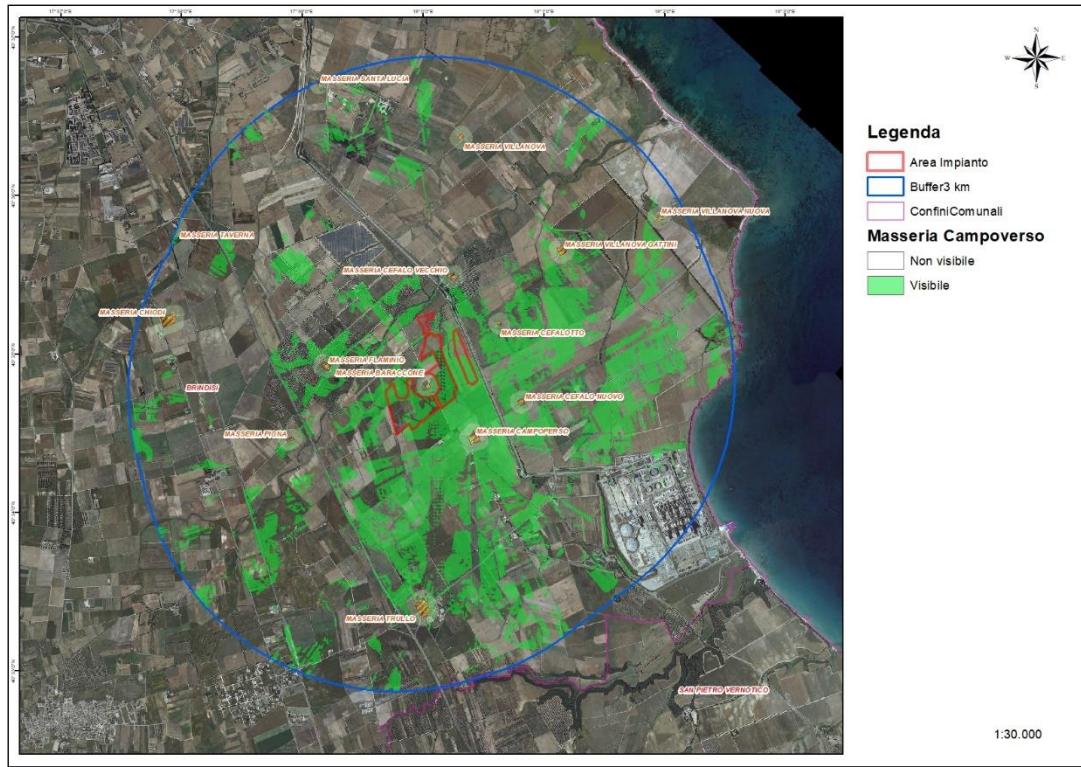 N
W
E
S
Legenda
Area Impianto
Buffer3 km
ConfiniComunali
Masseria Campoverso
Non visibile
Visibile
1:30.000
MASSERIA SANTA LUCIA
MASSERIA VILLANOVA
MASSERIA VILLANOVA NUOVA
MASSERIA TAVERNA
MASSERIA VILLANOVA GATTINI
MASSERIA CEFALO VECCHIO
MASSERIA CHIODI
MASSERIA CEFALOTTO
MASSERIA FLAMINIO
MASSERIA BARACCONE
BRINDISI
MASSERIA CEFALO NUOVO
MASSERIA PIGNA
MASSERIA CAMPOPERSO
MASSERIA TRULLO
SAN PIETRO VERNOTICO